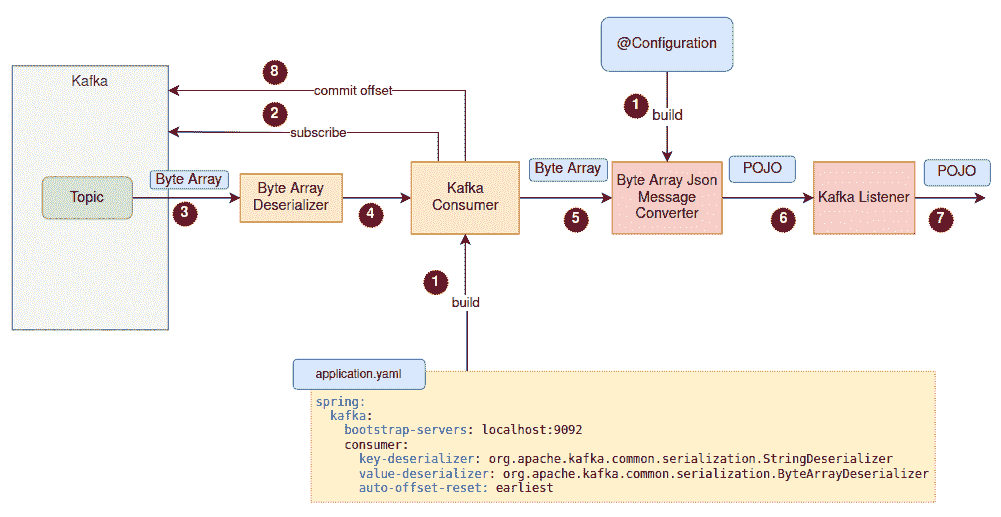 @Configuration
Kafka
8
commit offset
1
build
2
subscribe
Byte Array
Byte Array
POJO
POJO
Topic
Byte Array
Deserializer
Kafka
Consumer
Byte Array Json
Message
Converter
Kafka Listener
3
4
5
6
7
1
build
application.yaml
spring:
kafka:
bootstrap-servers: localhost:9092
consumer:
key-deserializer: org.apache.kafka.common.serialization.StringDeserializer
value-deserializer: org.apache.kafka.common.serialization.ByteArrayDeserializer
auto-offset-reset: earliest